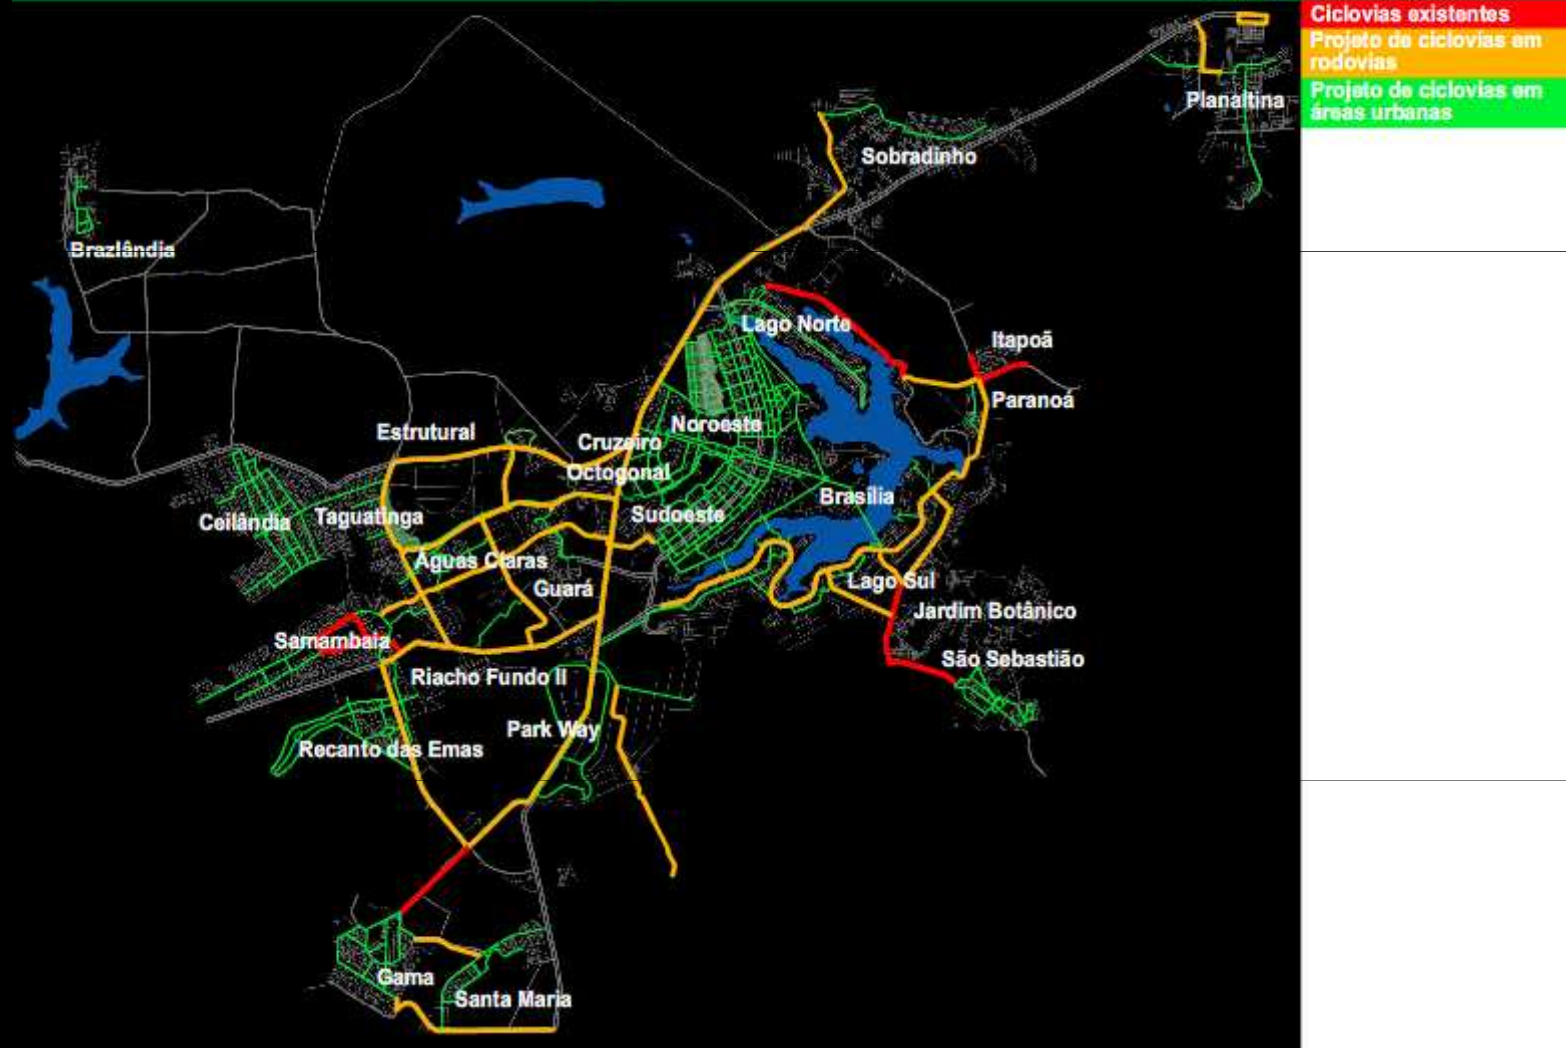 Ciclovias existentes
Projeto de ciclovias em
rodovias
Projeto de ciclovias em
áreas urbanas
Planaltina
Sobradinho
Brazlândia
Lago Norte
Itapoã
Paranoá
Noroeste
Estrutural
Cruzeiro
Octogonal
Brasília
Sudoeste
Ceilândia
Taguatinga
Águas Claras
Guará
Lago Sul
Jardim Botânico
Samambaia
São Sebastião
Riacho Fundo II
Park Way
Recanto das Emas
Gama
Santa Maria